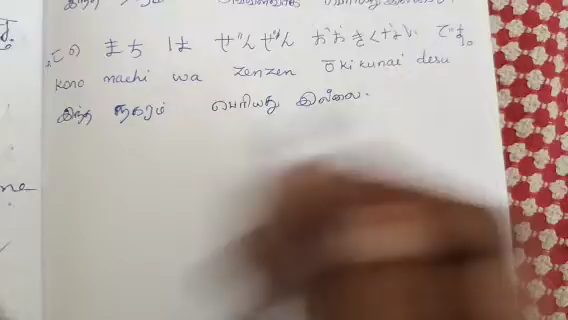 この まち は ぜんぜん おおきくない です。
Kono machi wa zenzen ōkikunai desu
இந்த நகரம் பெரியது இல்லை.